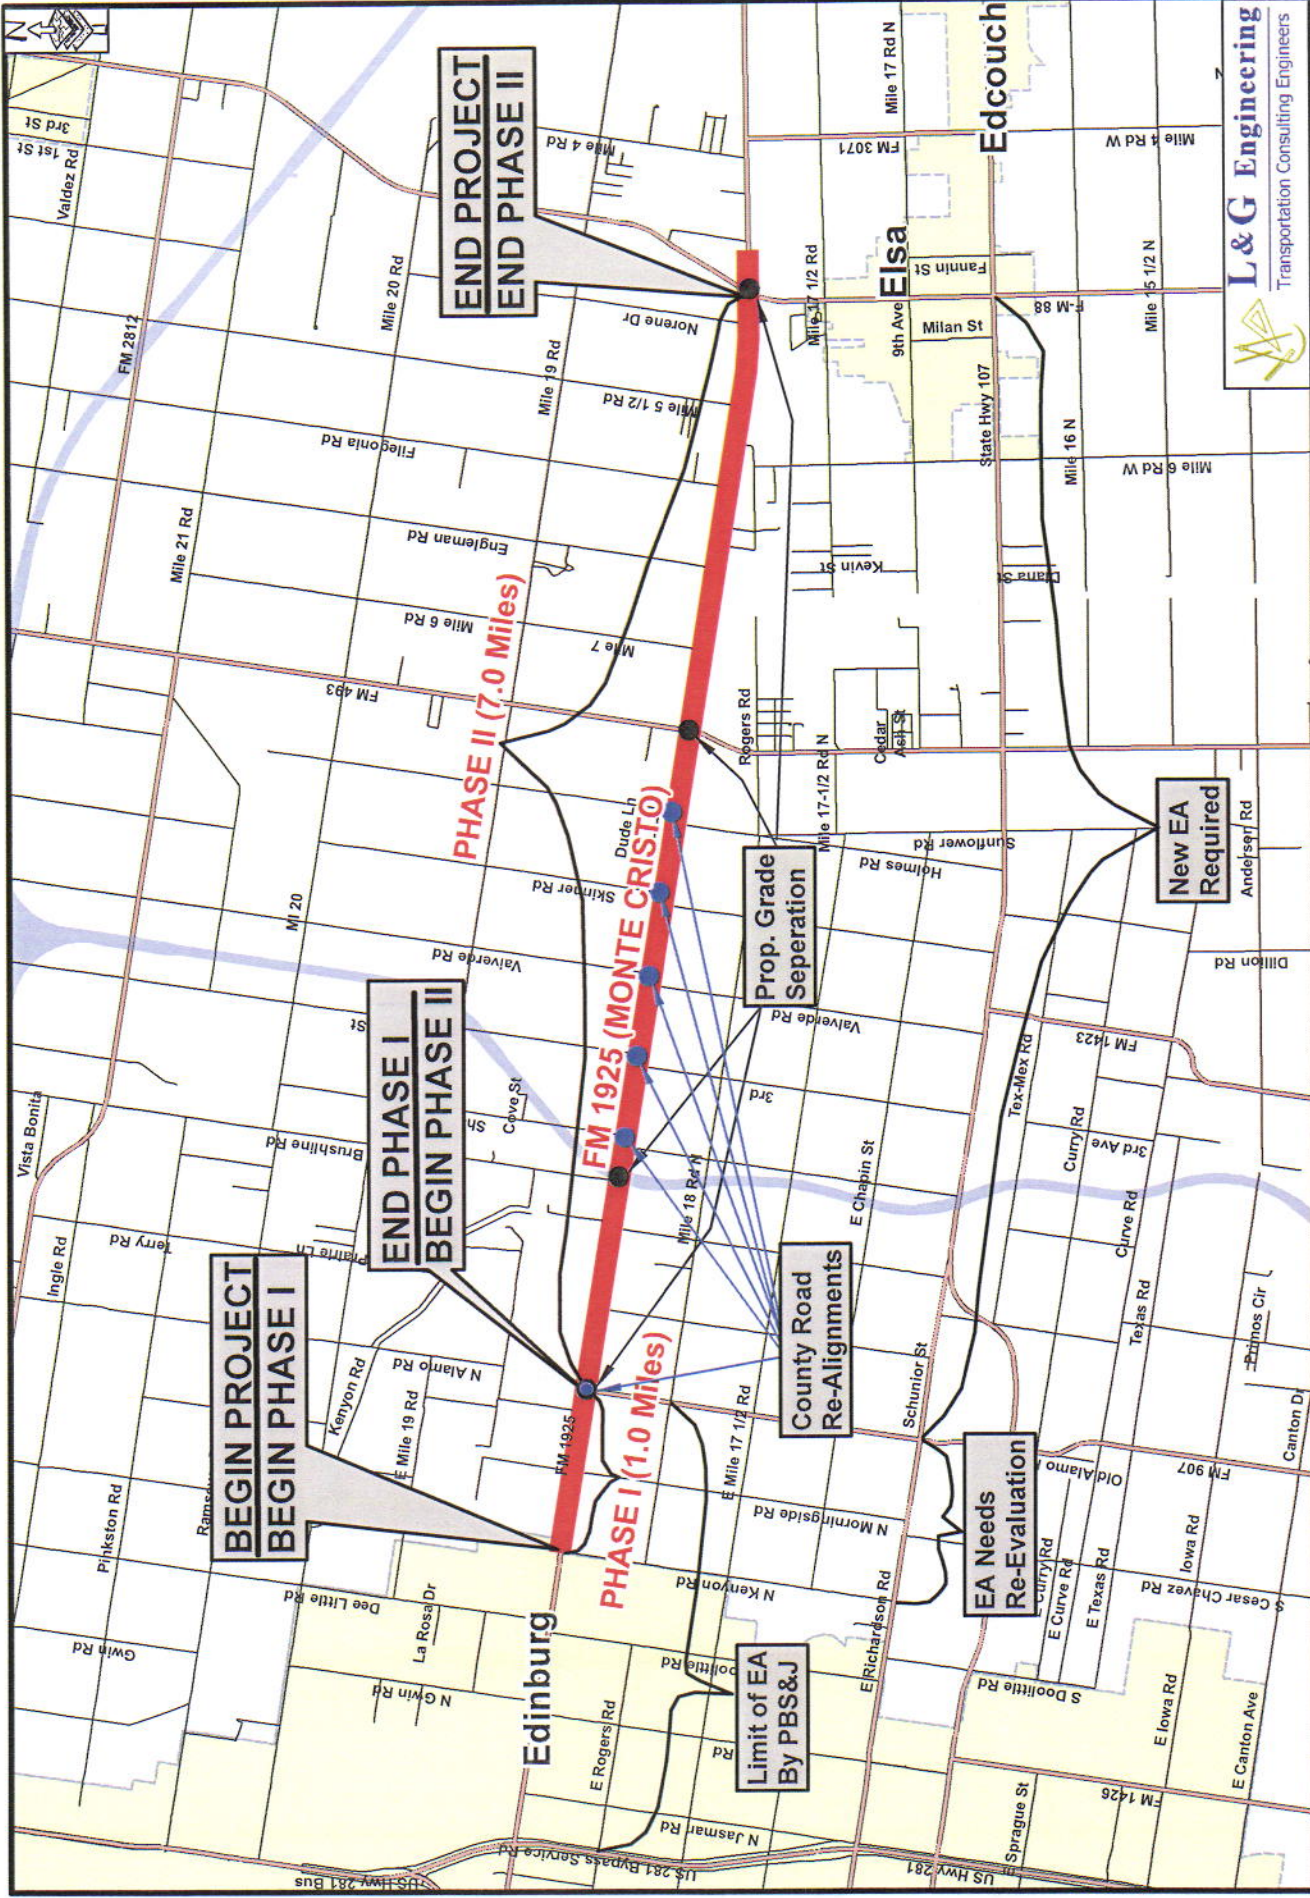 N
BEGIN PROJECT
BEGIN PHASE I
END PHASE I
BEGIN PHASE II
END PROJECT
END PHASE II
PHASE I (1.0 Miles)
PHASE II (7.0 Miles)
FM 1925 (MONTE CRISTO)
FM 1925
Limit of EA
By PBS&J
EA Needs
Re-Evaluation
County Road
Re-Alignments
Prop. Grade
Seperation
New EA
Required
Edinburg
Elsa
Edcouch
US Hwy 281 Bus
US 281 Bypass Service Rd
US Hwy 281
Gwin Rd
Pinkston Rd
Ingle Rd
Vista Bonita
Terry Rd
Dee Little Rd
La Rosa Dr
N Gwin Rd
Kenyon Rd
E Mile 19 Rd
N Alamo Rd
Prairie Ln
Brushline Rd
Cove St
St
MI 20
Valverde Rd
Skinner Rd
Dude Ln
FM 493
Mile 21 Rd
FM 2812
Mile 6 Rd
Mile 7
Engleman Rd
Filegonia Rd
Mile 20 Rd
Mile 19 Rd
Mile 5 1/2 Rd
Norene Dr
Mile 4 Rd
Valdez Rd
1st St
3rd St
E Rogers Rd
N Jasmar Rd
Rd
N Kenyon Rd
N Morningside Rd
E Mile 17 1/2 Rd
Mile 18 Rd N
3rd
Valverde Rd
E Chapin St
Schunior St
E Richardson Rd
Holmes Rd
Sunflower Rd
Mile 17-1/2 Rd N
Rogers Rd
Cedar
Ash St
Kevin St
Diana St
Mile 17 1/2 Rd
9th Ave
Milan St
Fannin St
FM 3071
Mile 17 Rd N
State Hwy 107
F-M 88
Mile 16 N
Mile 6 Rd W
Mile 15 1/2 N
Mile 4 Rd W
Tex-Mex Rd
FM 1423
Curry Rd
3rd Ave
Curve Rd
Texas Rd
Primos Cir
Canton Dr
Dillion Rd
Anderson Rd
Old Alamo
FM 907
Iowa Rd
S Cesar Chavez Rd
E Curry Rd
E Curve Rd
E Texas Rd
S Doolittle Rd
E Iowa Rd
E Canton Ave
FM 1426
Sprague St
L&G Engineering
Transportation Consulting Engineers